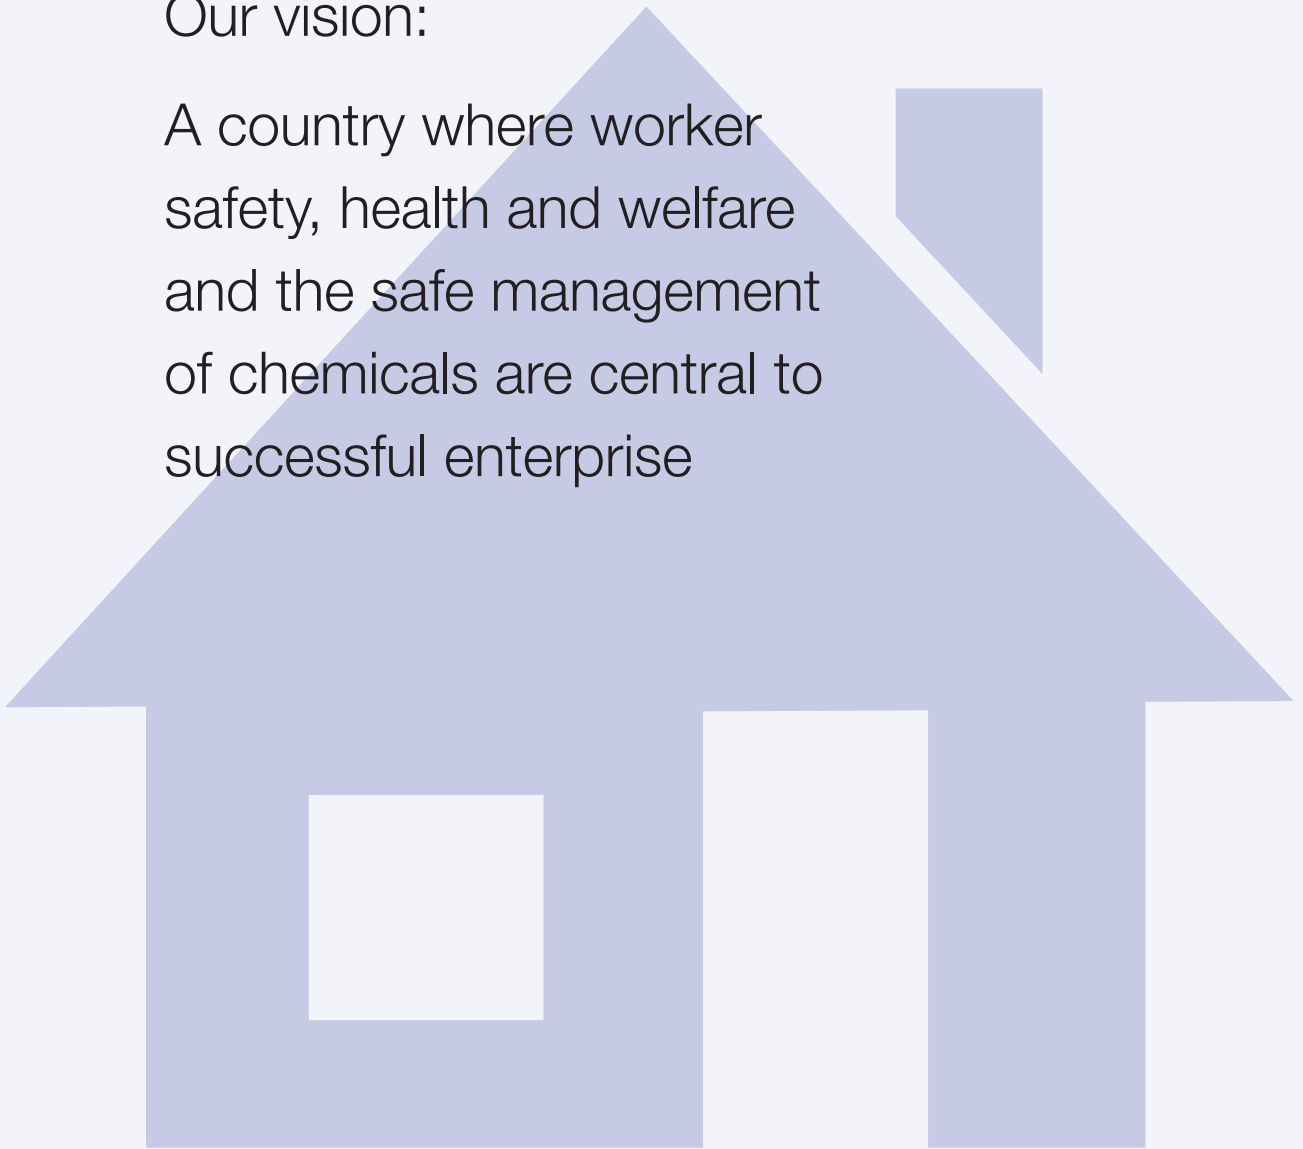 Our vision:
A country where worker
safety, health and welfare
and the safe management
of chemicals are central to
successful enterprise